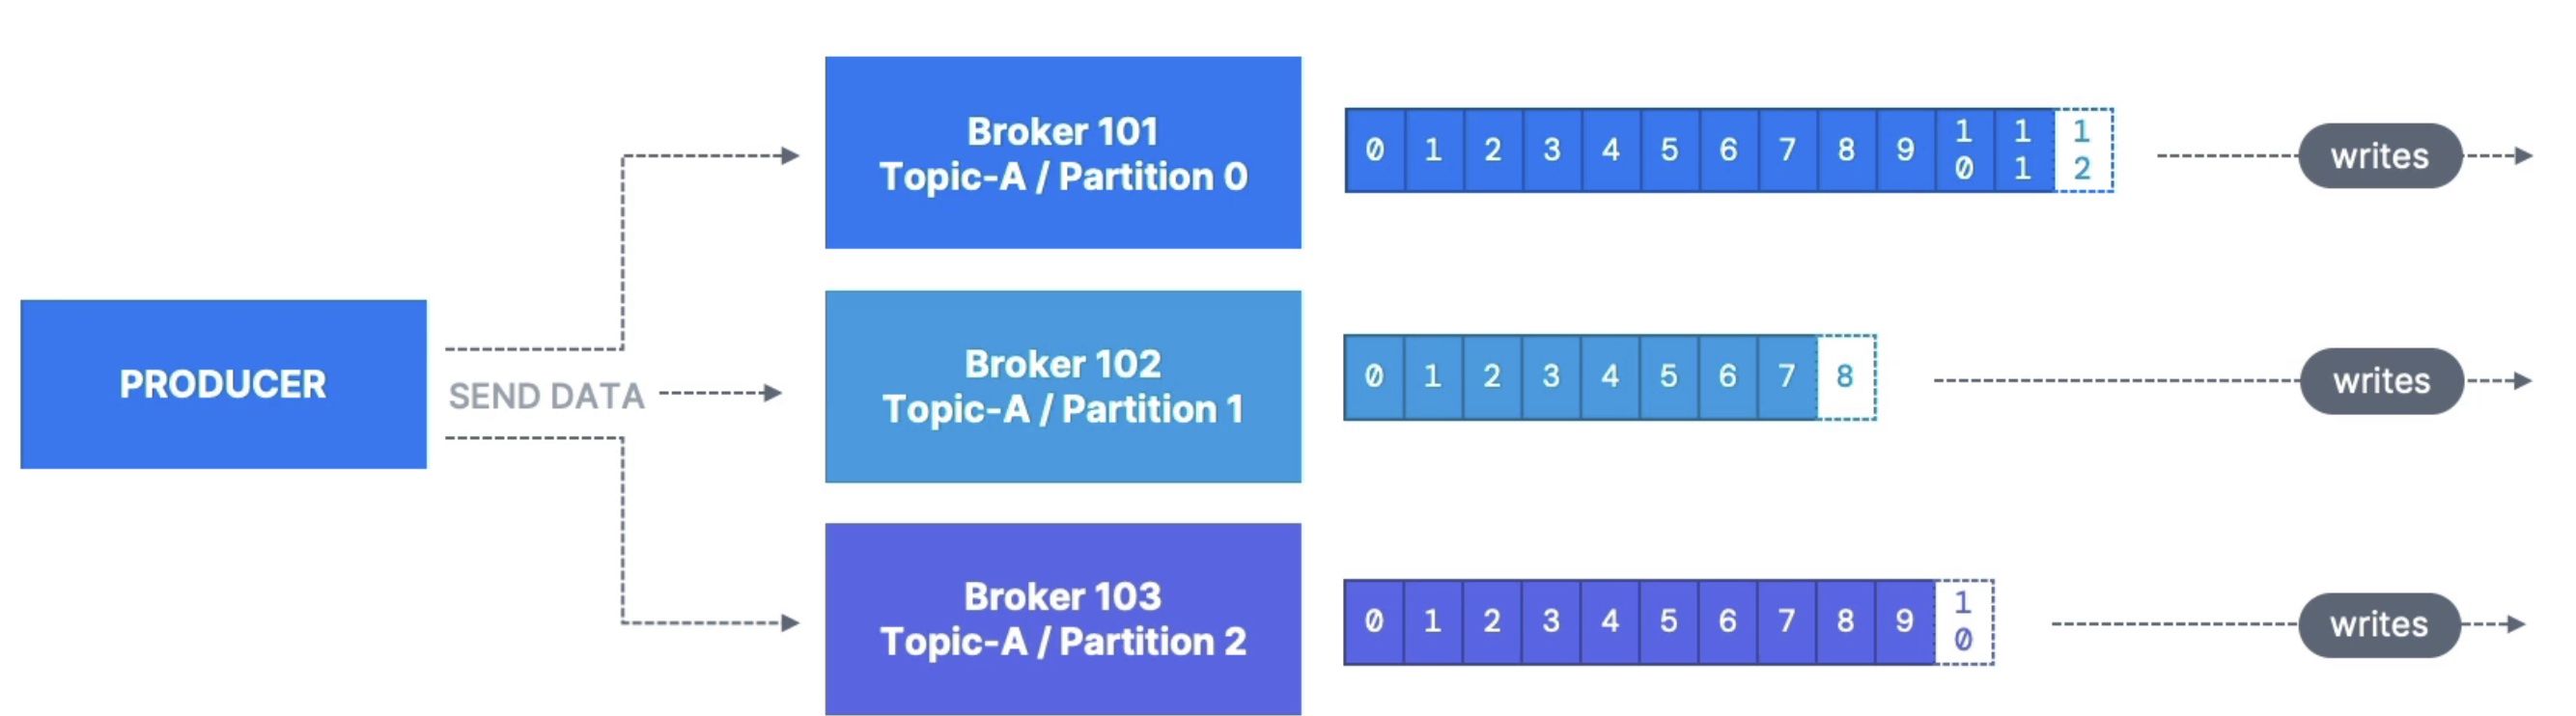 PRODUCER
SEND DATA
Broker 101
Topic-A / Partition 0
0 1 2 3 4 5 6 7 8 9 10 11 12
writes
Broker 102
Topic-A / Partition 1
0 1 2 3 4 5 6 7 8
writes
Broker 103
Topic-A / Partition 2
0 1 2 3 4 5 6 7 8 9 10
writes